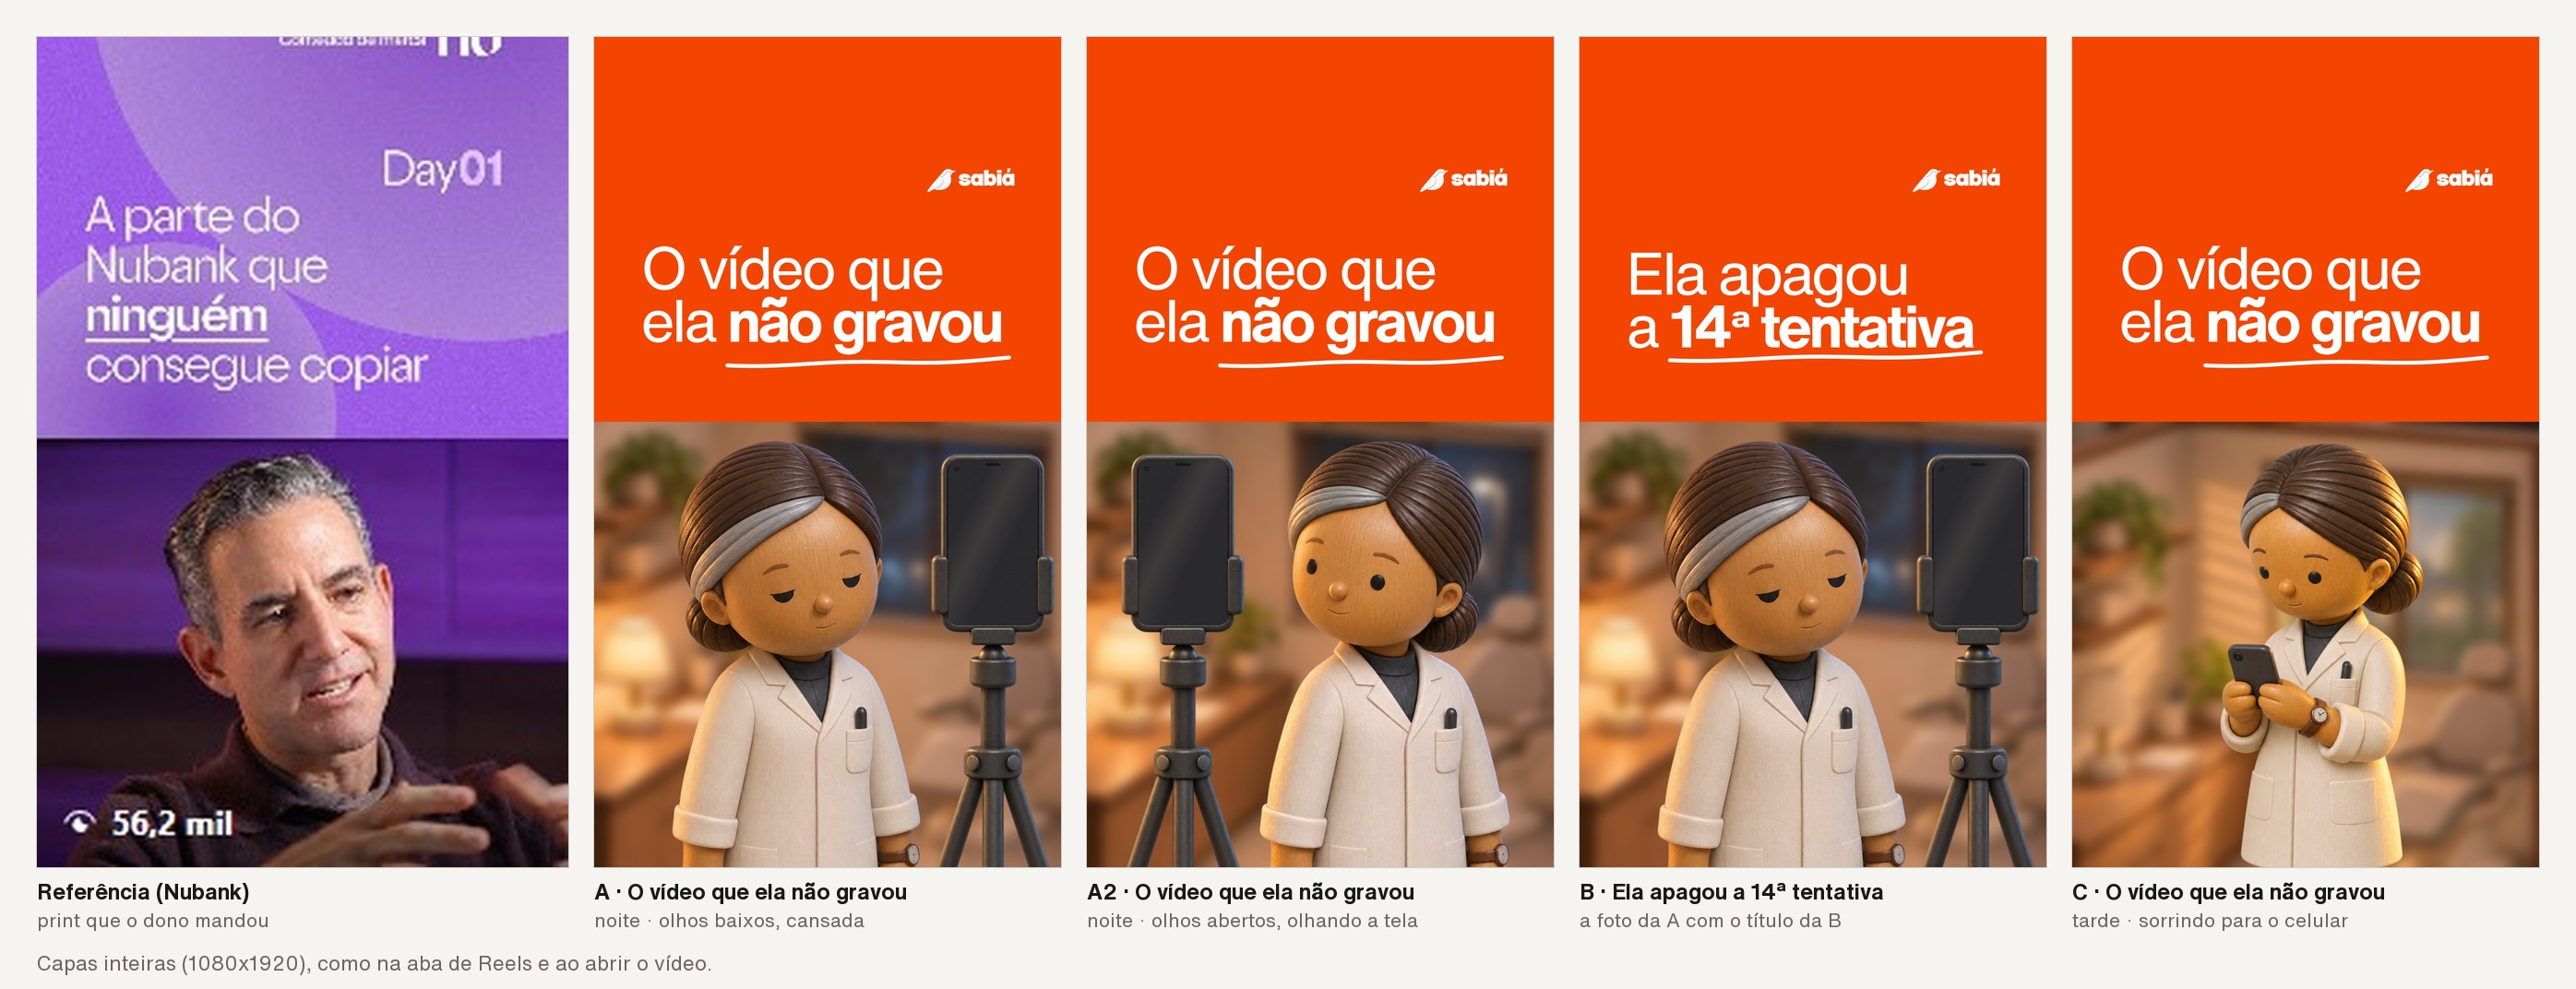 Day01
A parte do
Nubank que
ninguém
consegue copiar
56,2 mil
Referência (Nubank)
print que o dono mandou
sabiá
O vídeo que
ela não gravou
A · O vídeo que ela não gravou
noite · olhos baixos, cansada
sabiá
O vídeo que
ela não gravou
A2 · O vídeo que ela não gravou
noite · olhos abertos, olhando a tela
sabiá
Ela apagou
a 14ª tentativa
B · Ela apagou a 14ª tentativa
a foto da A com o título da B
sabiá
O vídeo que
ela não gravou
C · O vídeo que ela não gravou
tarde · sorrindo para o celular
Capas inteiras (1080x1920), como na aba de Reels e ao abrir o vídeo.